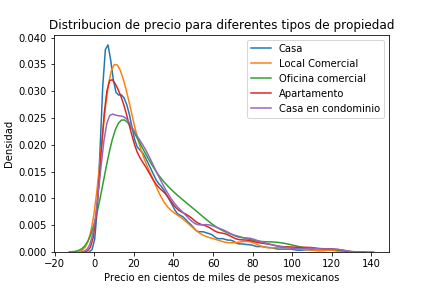 Distribucion de precio para diferentes tipos de propiedad
0.040
0.035
0.030
0.025
0.020
0.015
0.010
0.005
0.000
Densidad
Casa
Local Comercial
Oficina comercial
Apartamento
Casa en condominio
−20 0 20 40 60 80 100 120 140
Precio en cientos de miles de pesos mexicanos